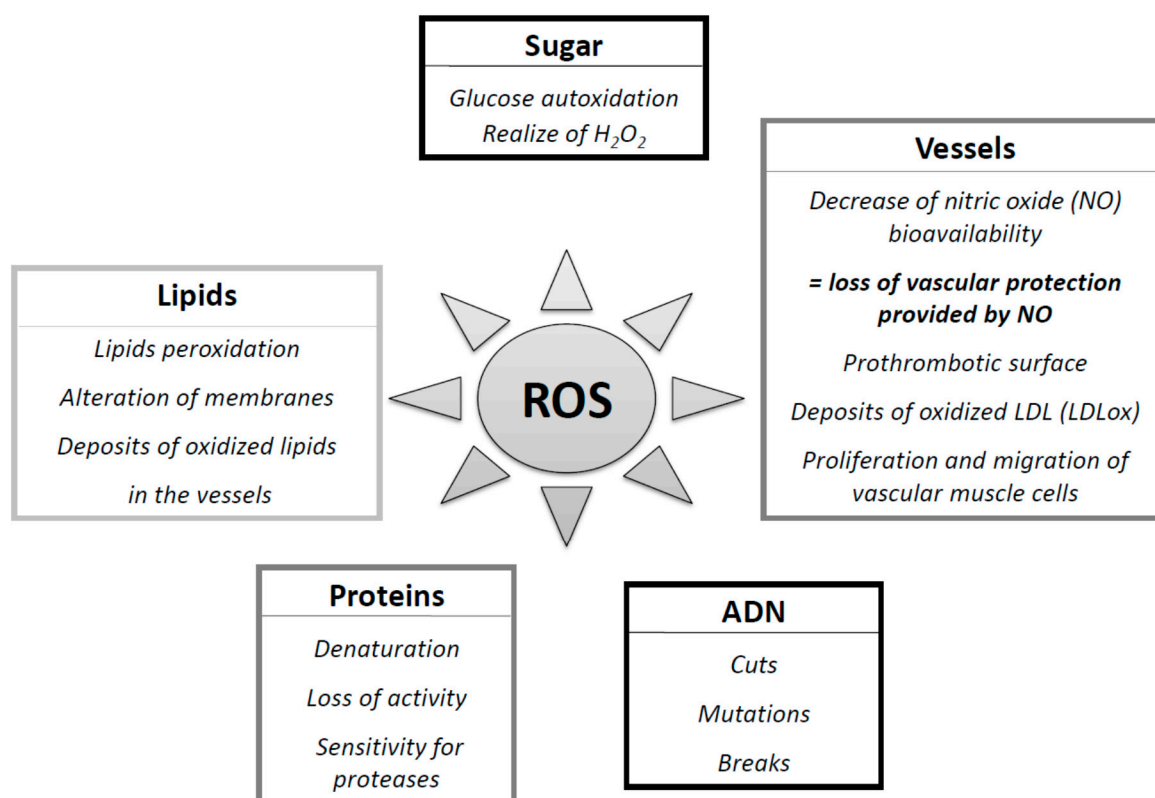 Sugar
Glucose autoxidation
Realize of H₂O₂
Vessels
Decrease of nitric oxide (NO)
bioavailability
= loss of vascular protection
provided by NO
Prothrombotic surface
Deposits of oxidized LDL (LDLox)
Proliferation and migration of
vascular muscle cells
Lipids
Lipids peroxidation
Alteration of membranes
Deposits of oxidized lipids
in the vessels
ROS
Proteins
Denaturation
Loss of activity
Sensitivity for
proteases
ADN
Cuts
Mutations
Breaks